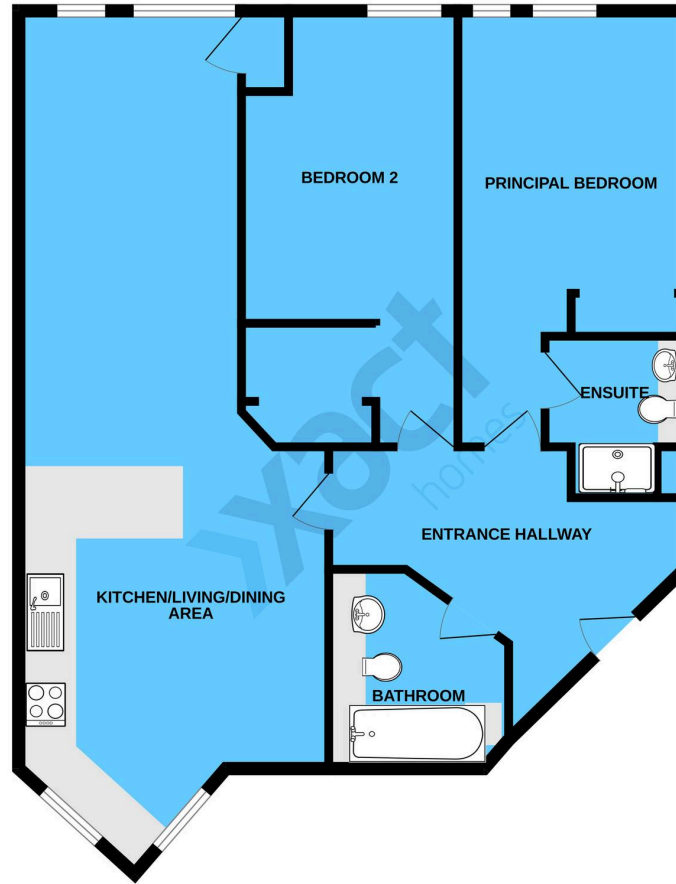 BEDROOM 2
PRINCIPAL BEDROOM
ENSUITE
xact
homes
ENTRANCE HALLWAY
KITCHEN/LIVING/DINING
AREA
BATHROOM